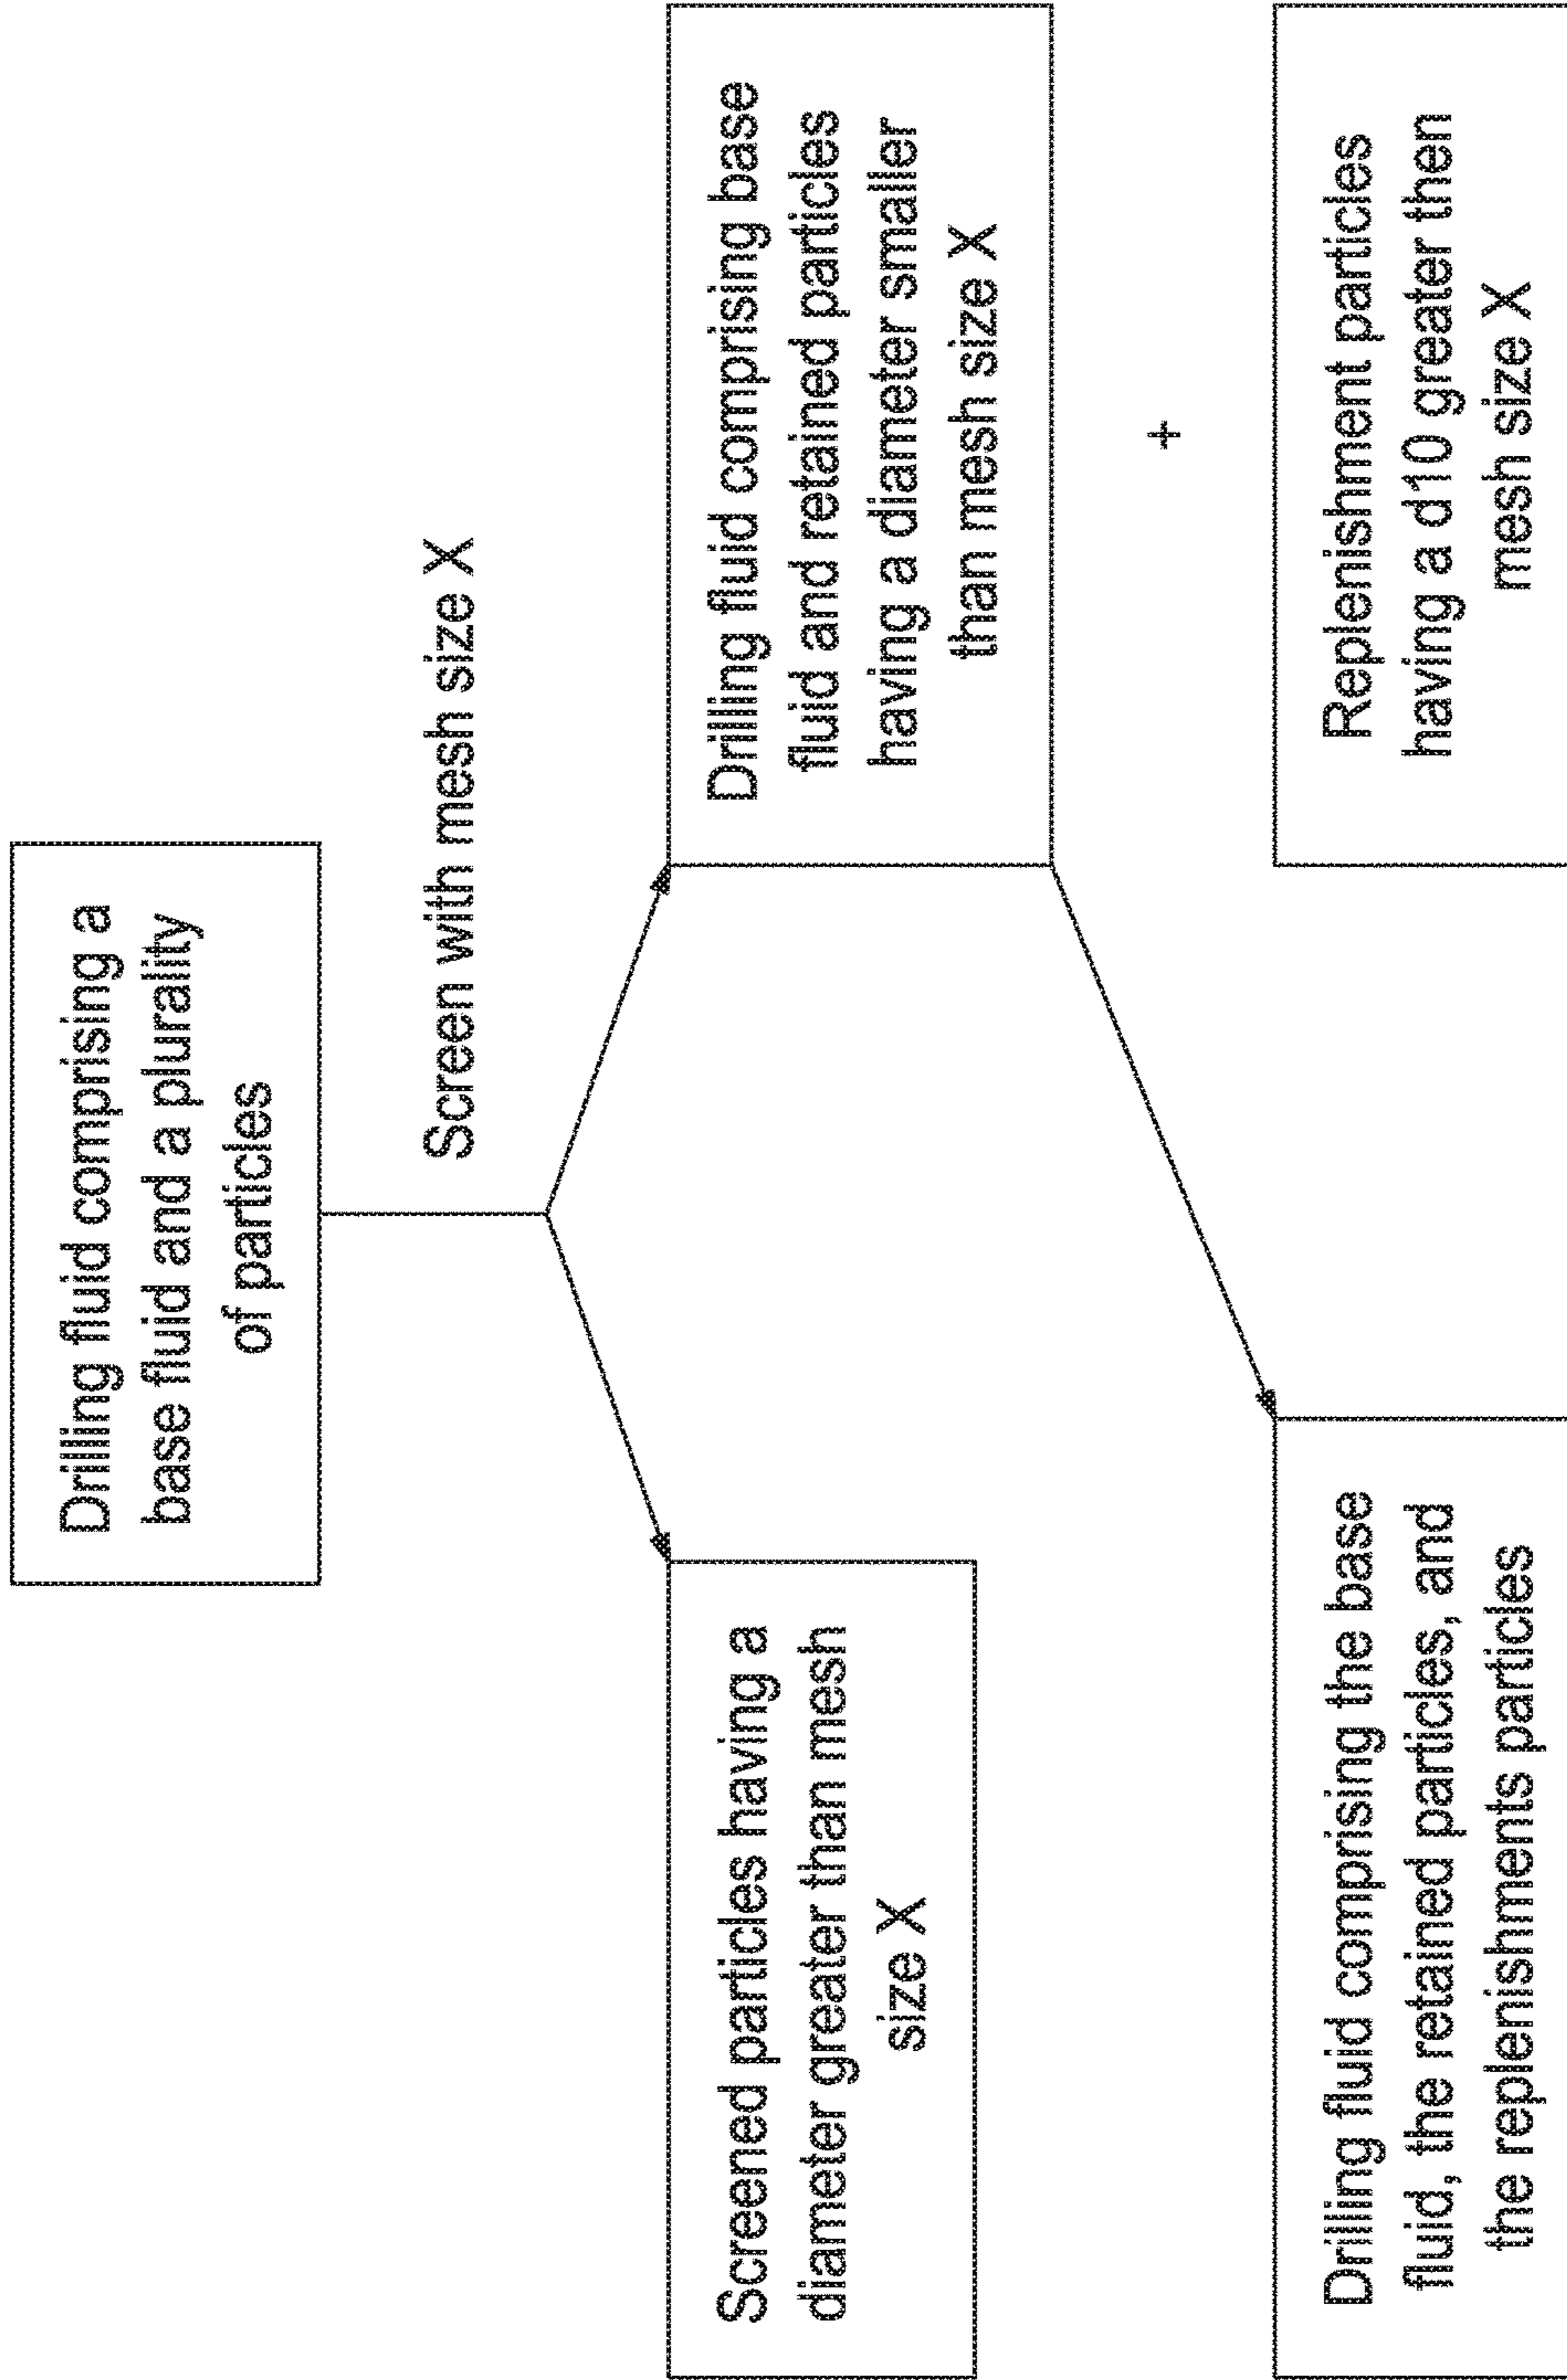 Drilling fluid comprising a
base fluid and a plurality
of particles
Screen with mesh size X
Screened particles having a
diameter greater than mesh
size X
Drilling fluid comprising base
fluid and retained particles
having a diameter smaller
than mesh size X
+
Replenishment particles
having a d10 greater then
mesh size X
Drilling fluid comprising the base
fluid, the retained particles, and
the replenishments particles